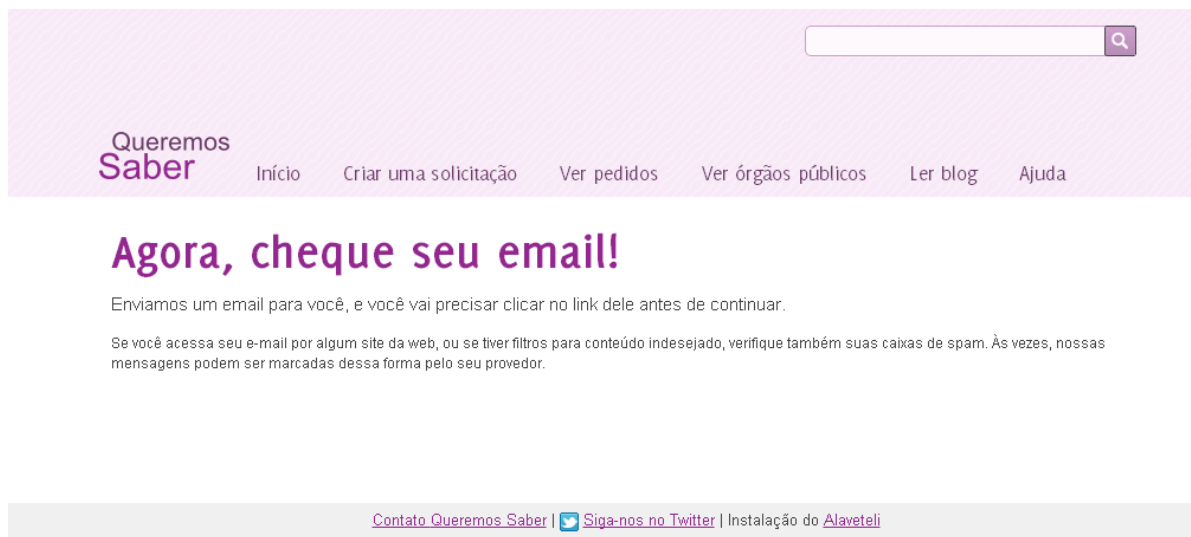 Queremos
Saber
Início Criar uma solicitação Ver pedidos Ver órgãos públicos Ler blog Ajuda
Agora, cheque seu email!
Enviamos um email para você, e você vai precisar clicar no link dele antes de continuar.
Se você acessa seu e-mail por algum site da web, ou se tiver filtros para conteúdo indesejado, verifique também suas caixas de spam. Às vezes, nossas
mensagens podem ser marcadas dessa forma pelo seu provedor.
Contato Queremos Saber | Siga-nos no Twitter | Instalação do Alaveteli